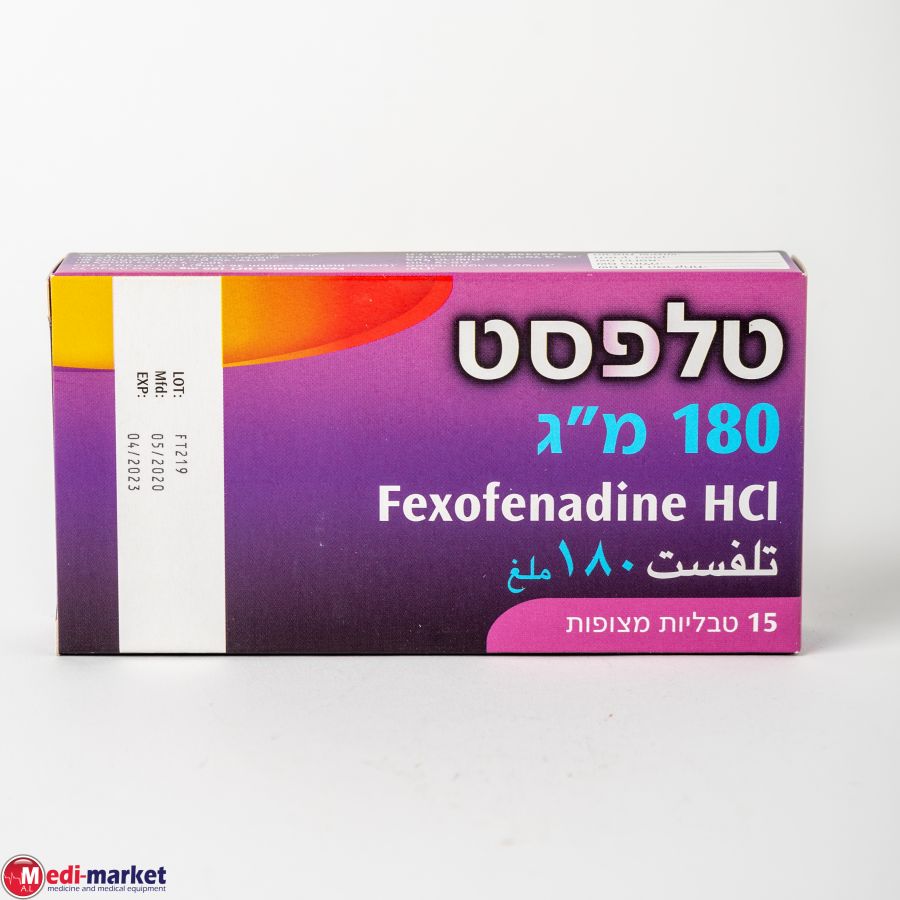 טלפסט
180 מ״ג
Fexofenadine HCl
تلفست ١٨٠ ملغ
15 טבליות מצופות
LOT: FT219
Mfd: 05/2020
EXP: 04/2023
Medi-market
A.L
medicine and medical equipment